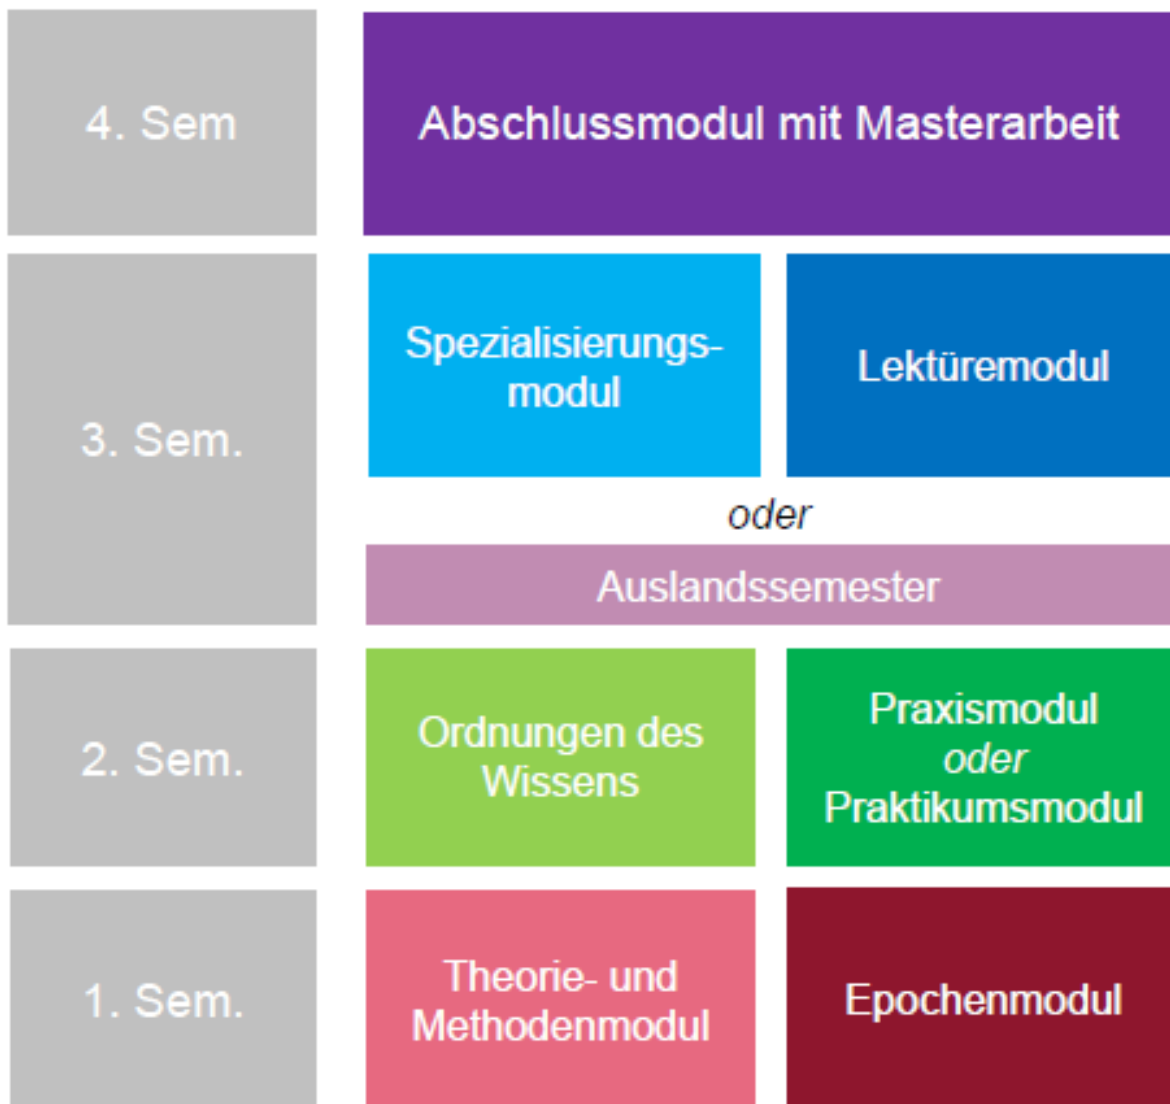 4. Sem
Abschlussmodul mit Masterarbeit
3. Sem.
Spezialisierungs-
modul
Lektüremodul
oder
Auslandssemester
2. Sem.
Ordnungen des
Wissens
Praxismodul
oder
Praktikumsmodul
1. Sem.
Theorie- und
Methodenmodul
Epochenmodul